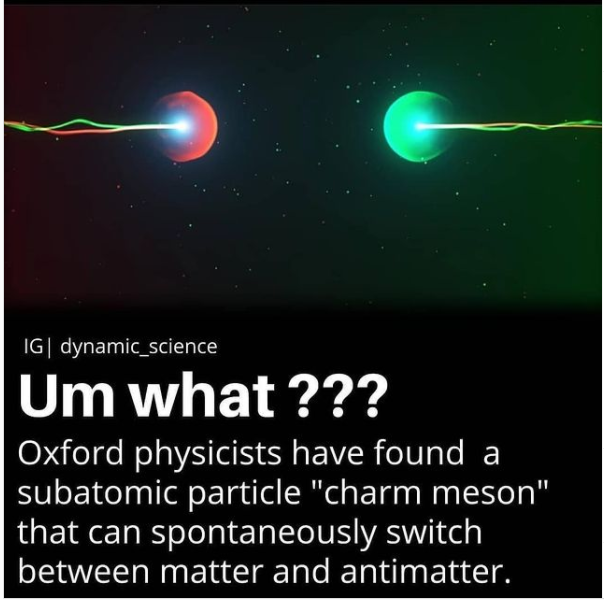 IG| dynamic_science
Um what ???
Oxford physicists have found a
subatomic particle "charm meson"
that can spontaneously switch
between matter and antimatter.